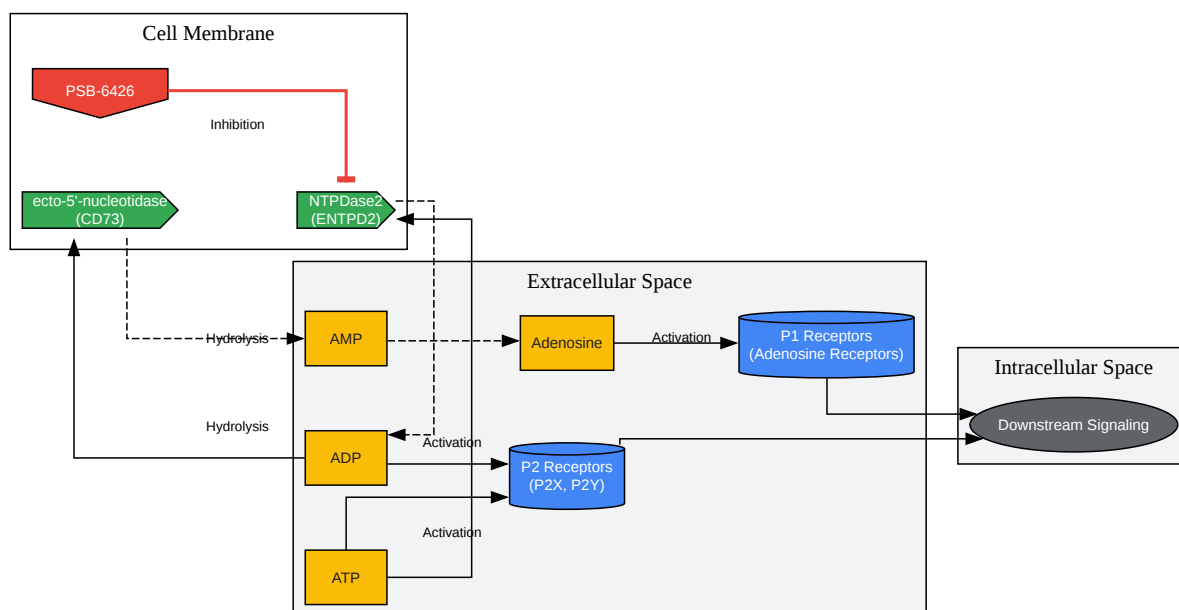 Cell Membrane
PSB-6426
Inhibition
ecto-5'-nucleotidase
(CD73)
NTPDase2
(ENTPD2)
Extracellular Space
Hydrolysis
AMP
Adenosine
Activation
P1 Receptors
(Adenosine Receptors)
Intracellular Space
Downstream Signaling
Hydrolysis
ADP
Activation
P2 Receptors
(P2X, P2Y)
Activation
ATP